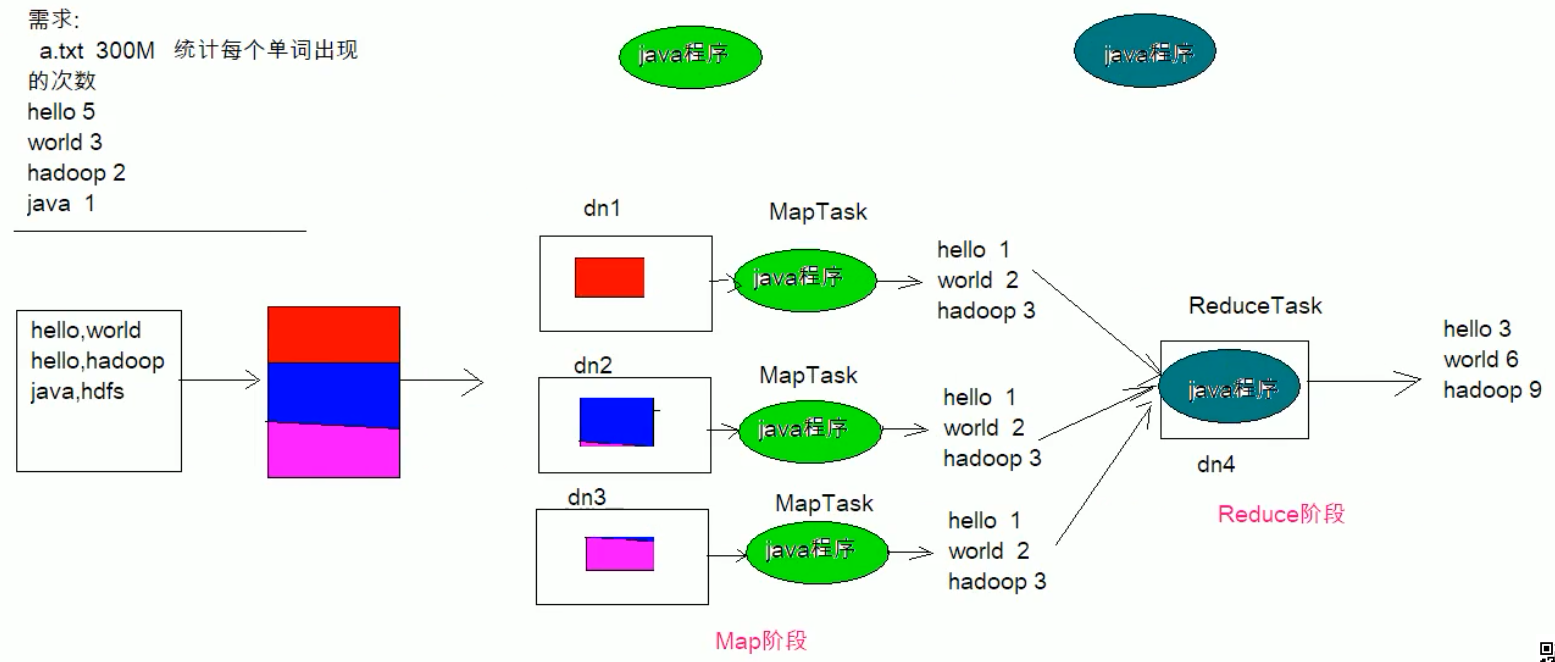 需求:
a.txt 300M 统计每个单词出现
的次数
hello 5
world 3
hadoop 2
java 1
java程序
java程序
hello,world
hello,hadoop
java,hdfs
dn1
MapTask
java程序
hello 1
world 2
hadoop 3
dn2
MapTask
java程序
hello 1
world 2
hadoop 3
dn3
MapTask
java程序
hello 1
world 2
hadoop 3
Map阶段
ReduceTask
java程序
dn4
Reduce阶段
hello 3
world 6
hadoop 9